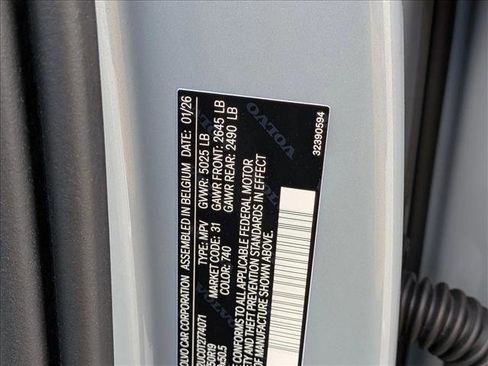 VOLVO CAR CORPORATION ASSEMBLED IN BELGIUM DATE: 01/26
GVWR: 5025 LB
GAWR FRONT: 2645 LB
GAWR REAR: 2490 LB
TYPE: MPV
MARKET CODE: 31
COLOR: 740
CONFORMS TO ALL APPLICABLE FEDERAL MOTOR
SAFETY AND THEFT PREVENTION STANDARDS IN EFFECT
MANUFACTURE SHOWN ABOVE.
32390594
VOLVO